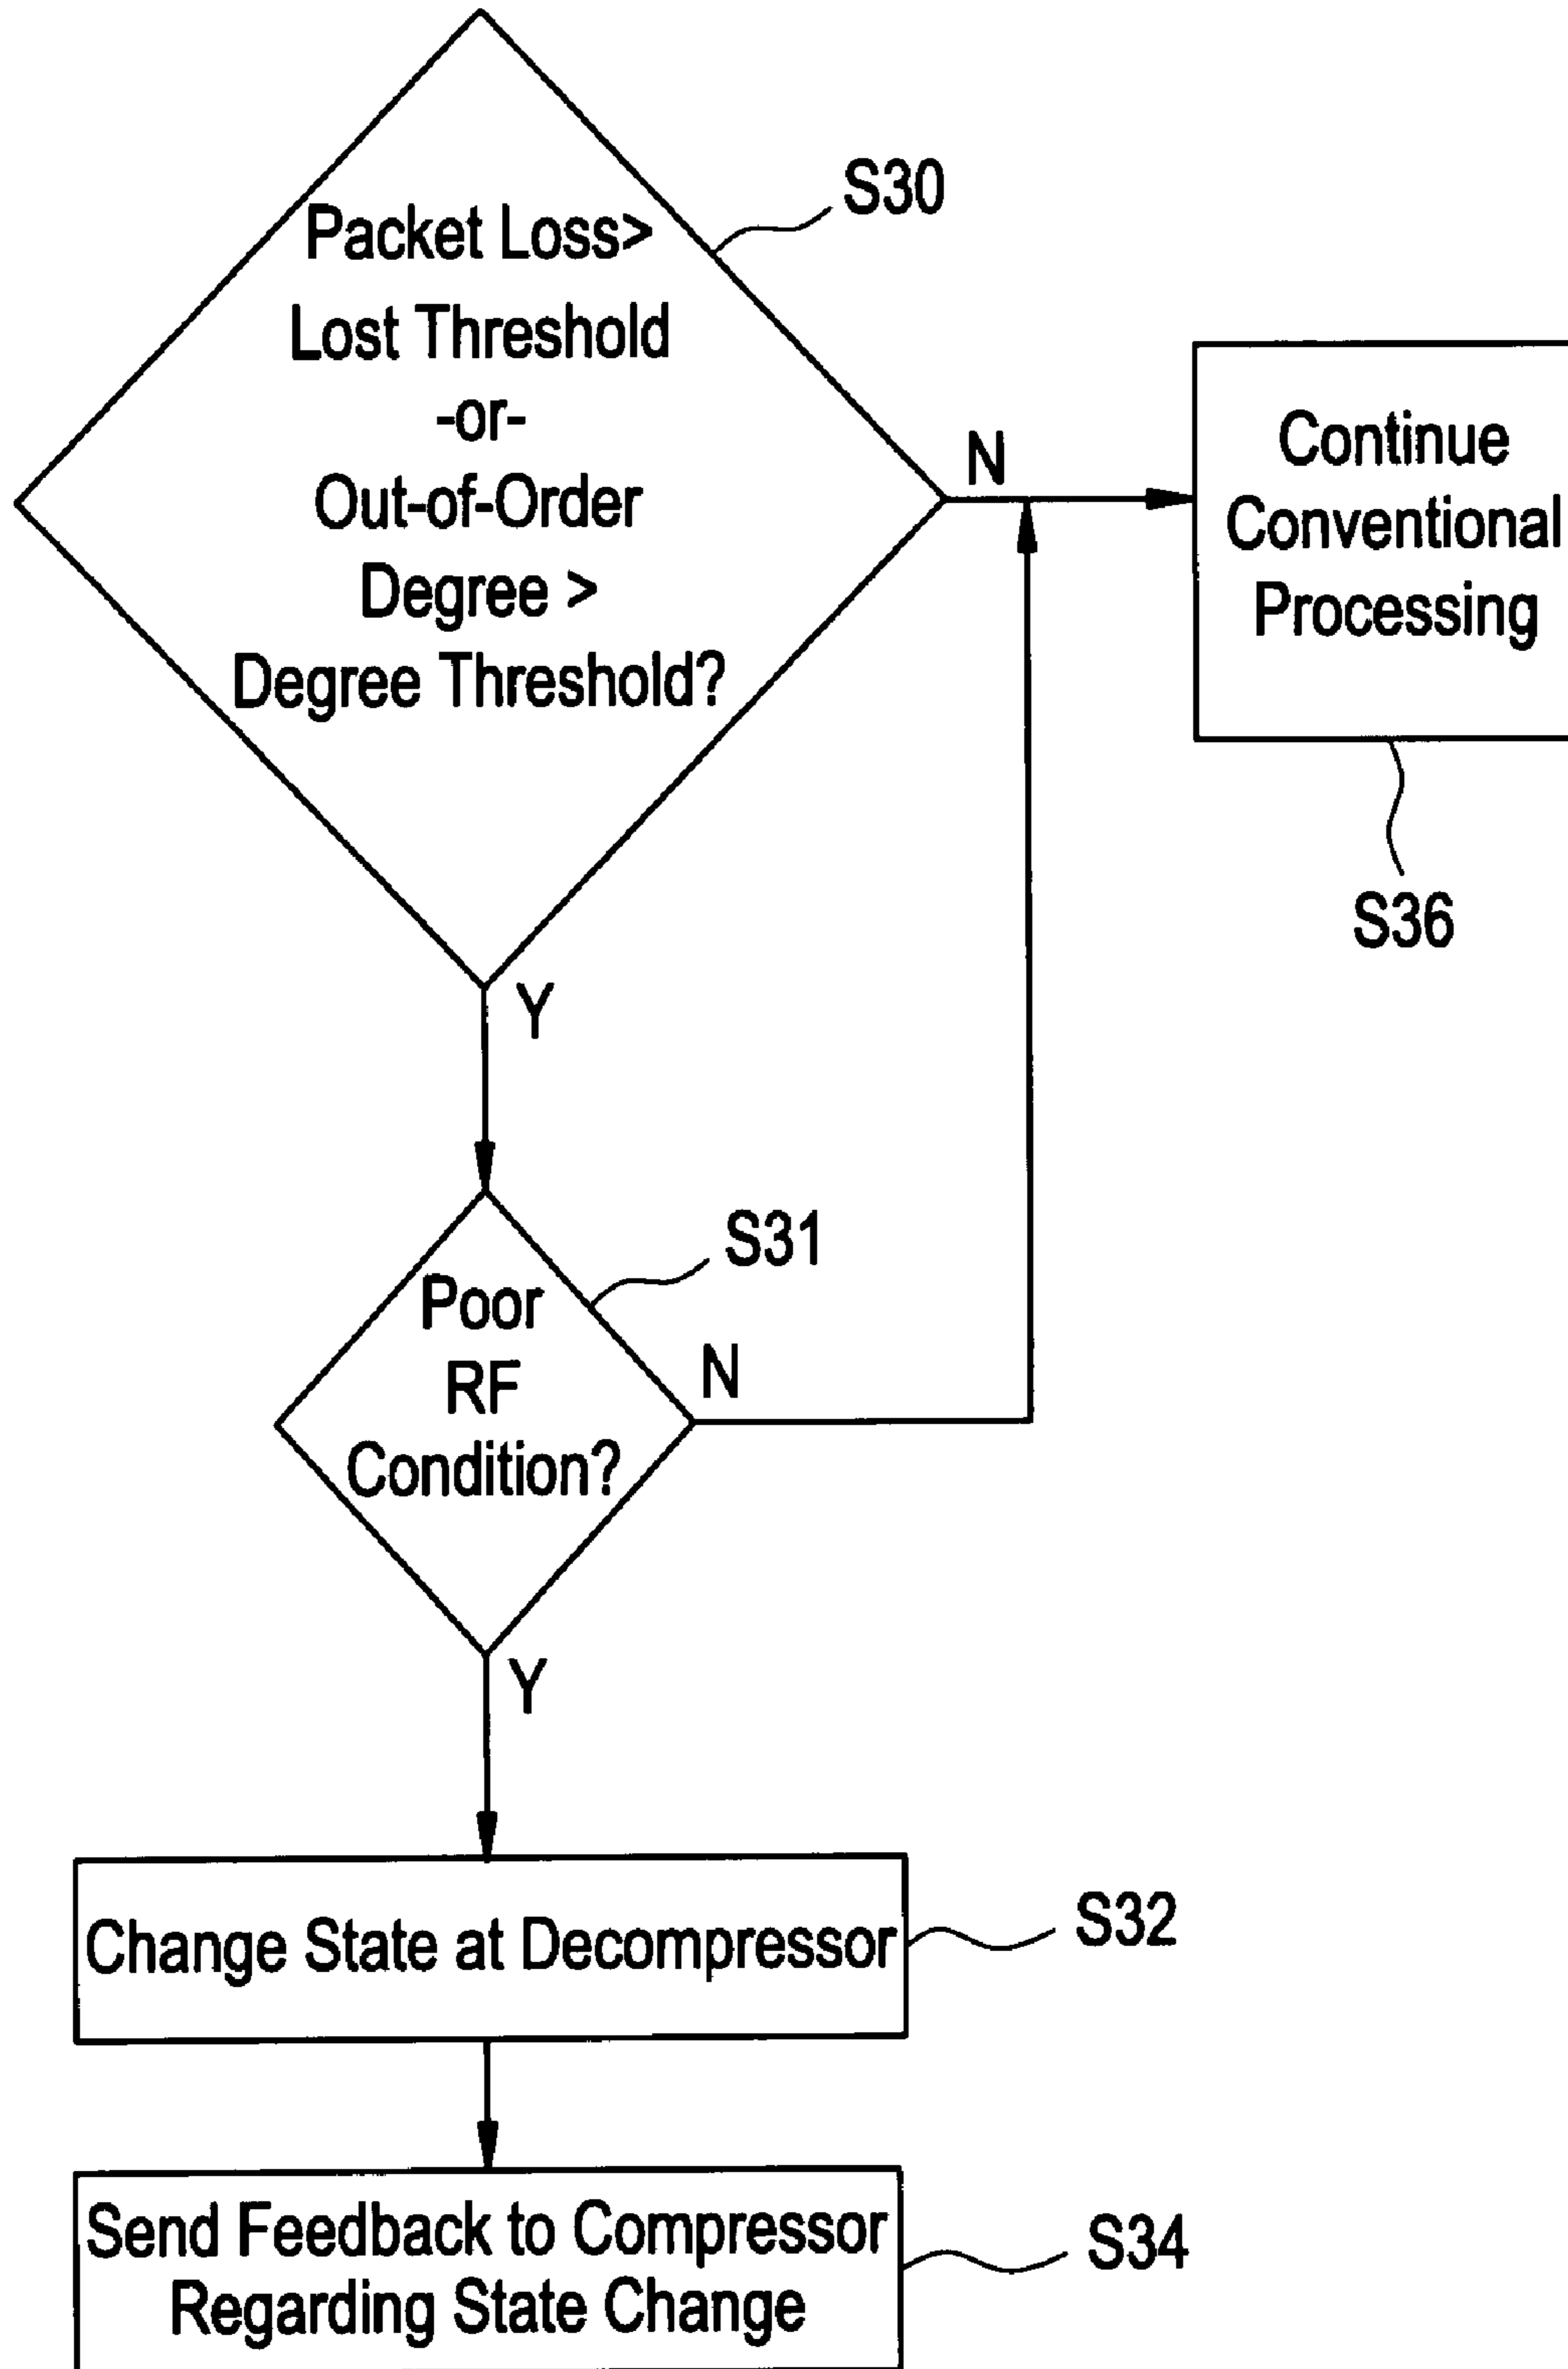 Packet Loss>
Lost Threshold
-or-
Out-of-Order
Degree >
Degree Threshold?
S30
N
Continue
Conventional
Processing
S36
Y
S31
Poor
RF
Condition?
N
Y
Change State at Decompressor
S32
Send Feedback to Compressor
Regarding State Change
S34